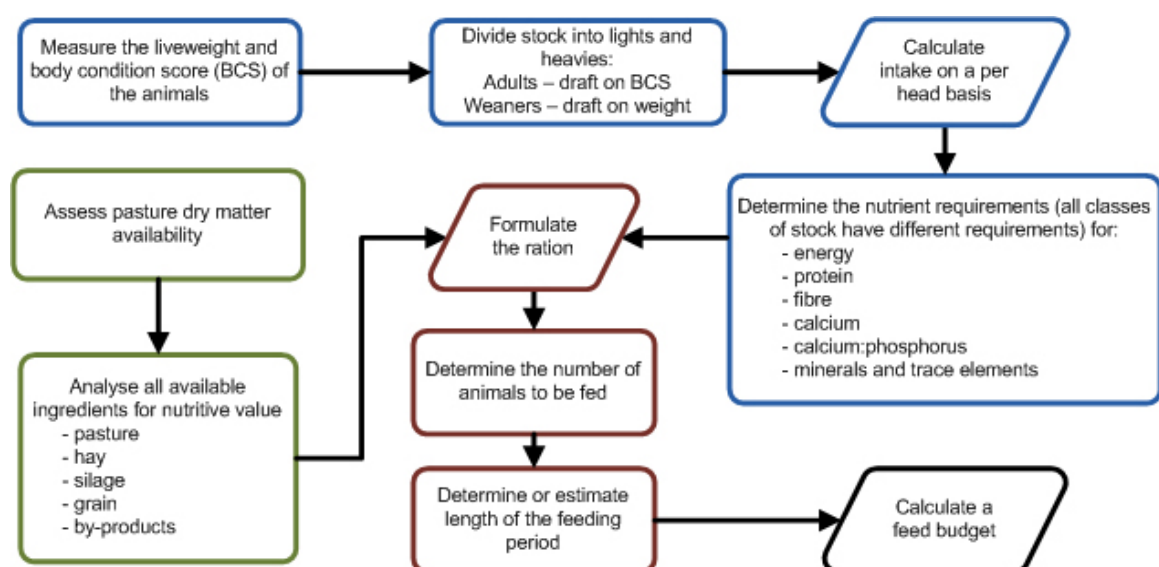 Measure the liveweight and
body condition score (BCS) of
the animals
Divide stock into lights and
heavies:
Adults – draft on BCS
Weaners – draft on weight
Calculate
intake on a per
head basis
Assess pasture dry matter
availability
Formulate
the ration
Determine the nutrient requirements (all classes
of stock have different requirements) for:
- energy
- protein
- fibre
- calcium
- calcium:phosphorus
- minerals and trace elements
Analyse all available
ingredients for nutritive value
- pasture
- hay
- silage
- grain
- by-products
Determine the number of
animals to be fed
Determine or estimate
length of the feeding
period
Calculate a
feed budget